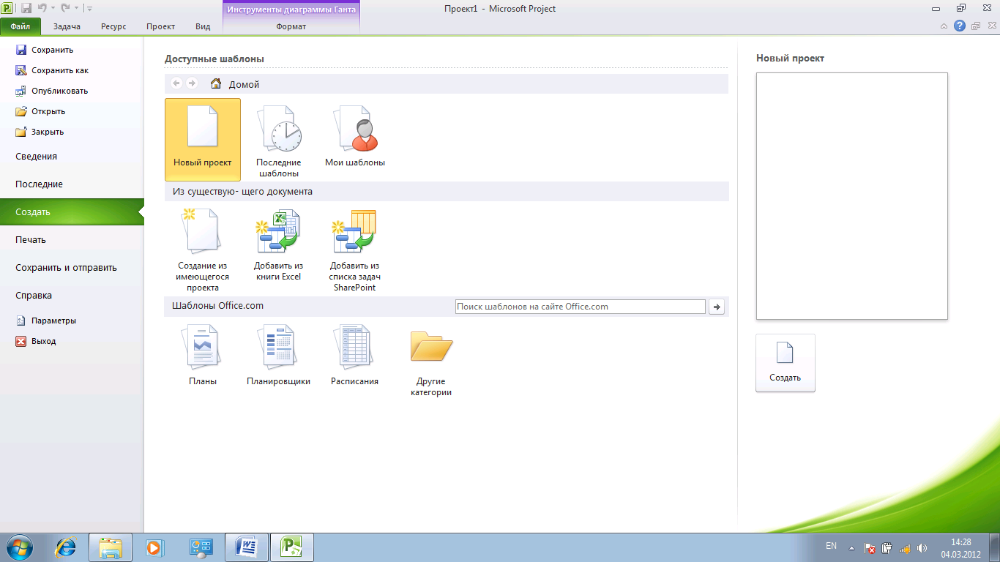 Инструменты диаграммы Ганта
Проект1 - Microsoft Project
Файл
Задача
Ресурс
Проект
Вид
Формат
Сохранить
Сохранить как
Опубликовать
Открыть
Закрыть
Сведения
Последние
Создать
Печать
Сохранить и отправить
Справка
Параметры
Выход
Доступные шаблоны
Домой
Новый проект
Последние
шаблоны
Мои шаблоны
Из существую- щего документа
Создание из
имеющегося
проекта
Добавить из
книги Excel
Добавить из
списка задач
SharePoint
Шаблоны Office.com
Поиск шаблонов на сайте Office.com
Планы
Планировщики
Расписания
Другие
категории
Новый проект
Создать
EN
14:28
04.03.2012